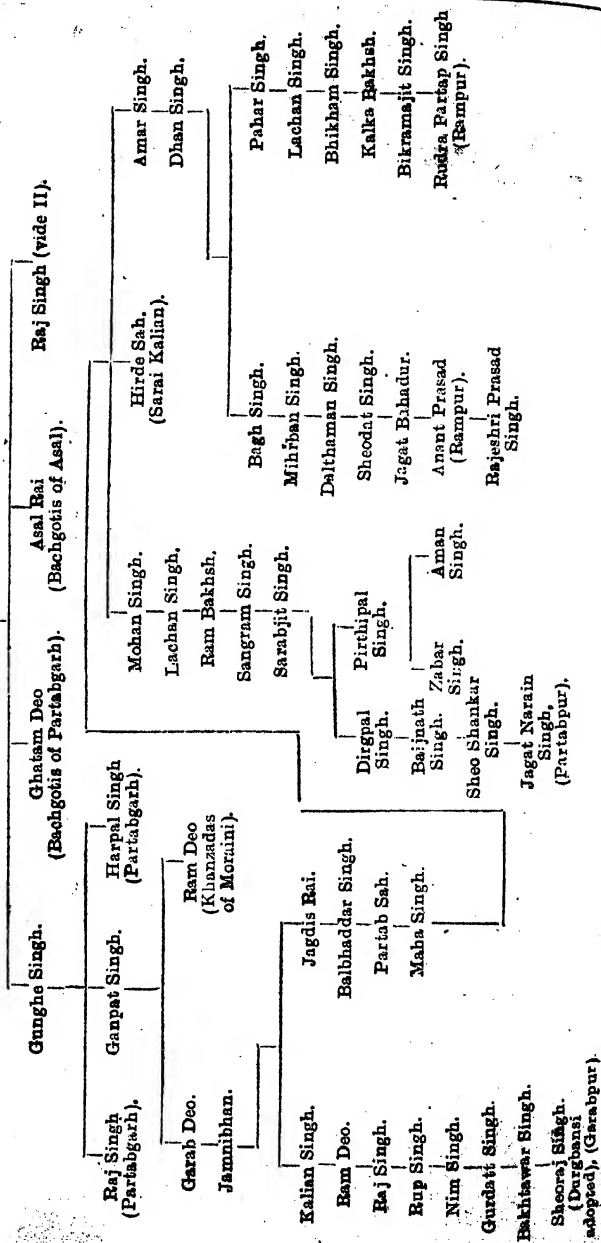 Gunghe Singh.
Ghatam Deo
(Bachgotis of Partabgarh).
Asal Rai
(Bachgotis of Asal).
Raj Singh (vide II).
Raj Singh
(Partabgarh).
Ganpat Singh.
Harpal Singh
(Partabgarh).
Garab Deo.
Ram Deo
(Khanzadas
of Moraini).
Jamnibhan.
Kalian Singh.
Ram Deo.
Raj Singh.
Rup Singh.
Nim Singh.
Gurdatt Singh.
Bakhtawar Singh.
Sheoraj Singh.
(Durgbansi
adopted), (Garabpur).
Jagdis Rai.
Balbhaddar Singh.
Partab Sah.
Maha Singh.
Mohan Singh.
Lachan Singh.
Ram Bakhsh.
Sangram Singh.
Sarabjit Singh.
Dirgpal
Singh.
Baijnath
Singh.
Sheo Shankar
Singh.
Jagat Narain
Singh,
(Partabpur).
Pirthipal
Singh.
Zabar
Singh.
Aman
Singh.
Hirde Sah.
(Sarai Kalian).
Amar Singh.
Dhan Singh.
Bagh Singh.
Mihrban Singh.
Dalthaman Singh.
Sheodat Singh.
Jagat Bahadur.
Anant Prasad
(Rampur).
Rajeshri Prasad
Singh.
Pahar Singh.
Lachan Singh.
Bhikham Singh.
Kalka Bakhsh.
Bikramajit Singh.
Rudra Partap Singh
(Rampur).